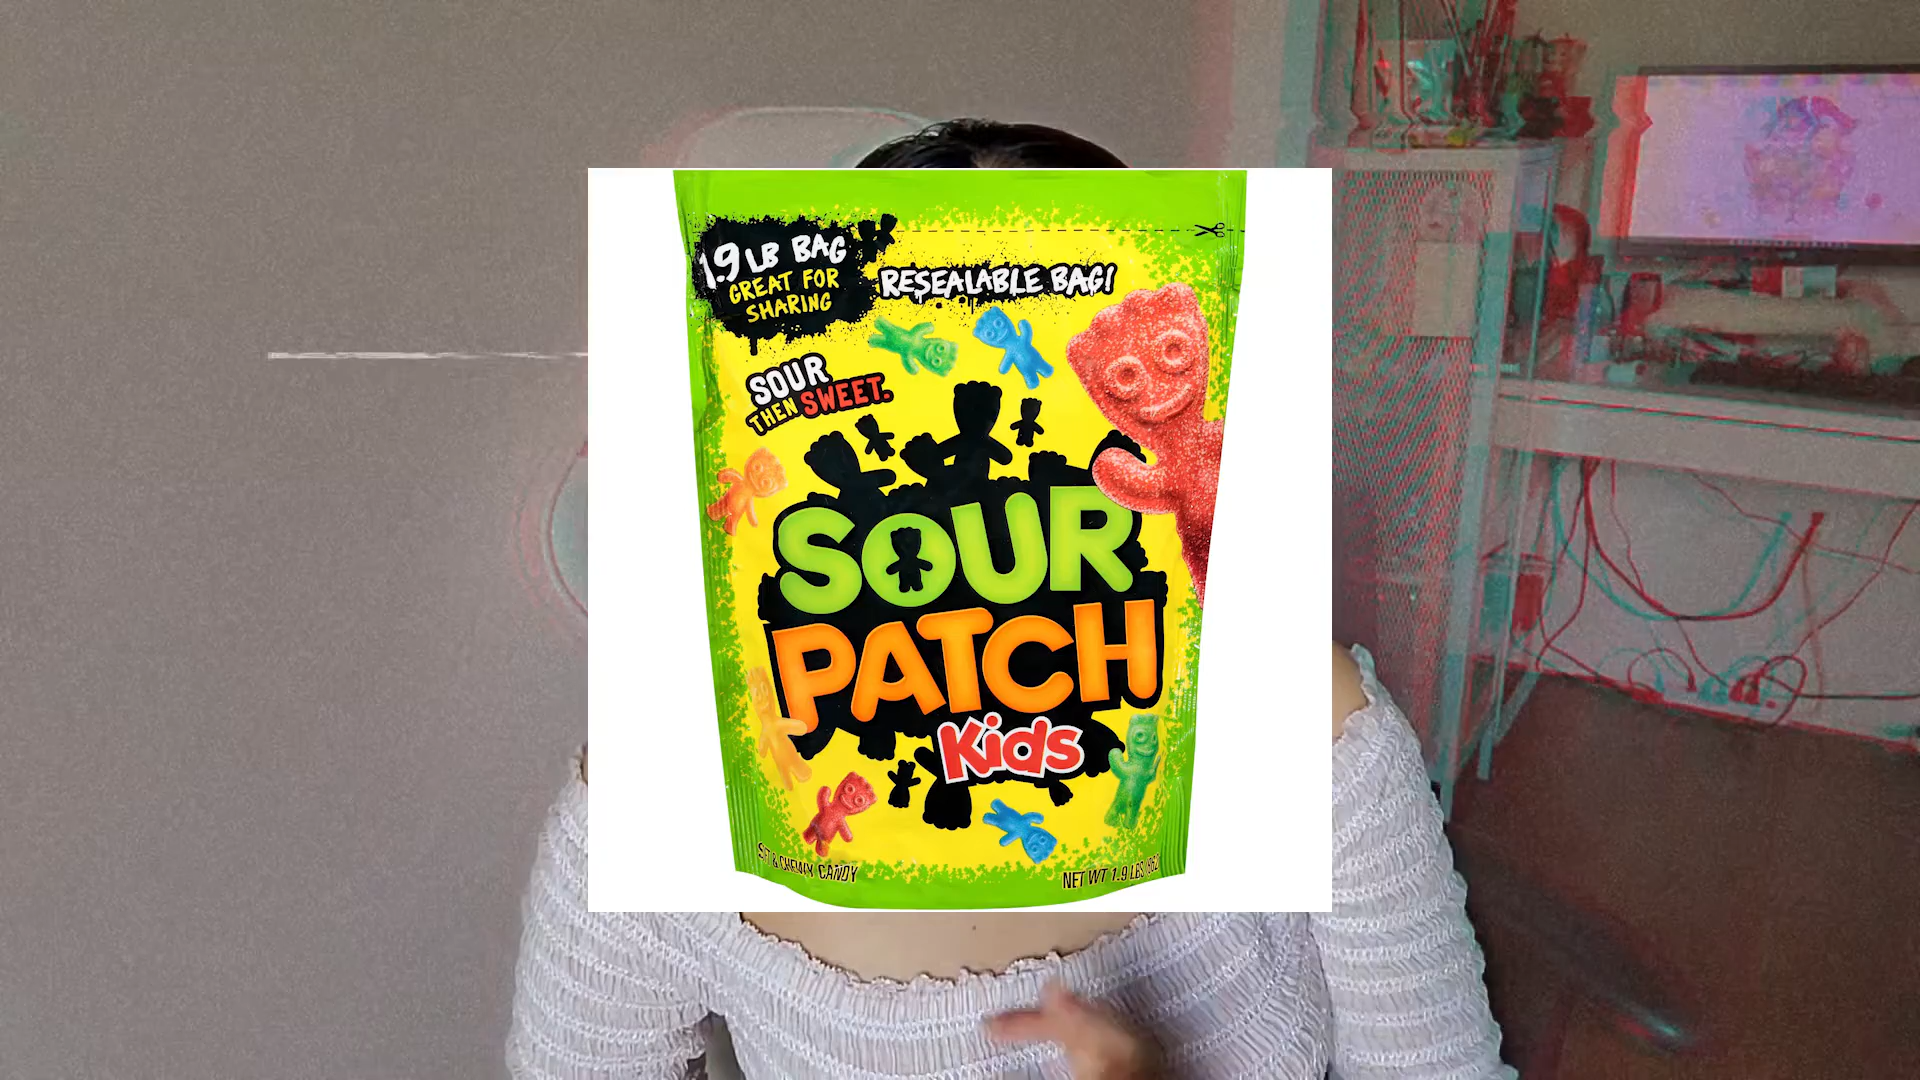 1.9 LB BAG
GREAT FOR
SHARING
RESEALABLE BAG!
SOUR
THEN SWEET.
SOUR
PATCH
Kids
& CHEWY CANDY
NET WT 1.9 LBS